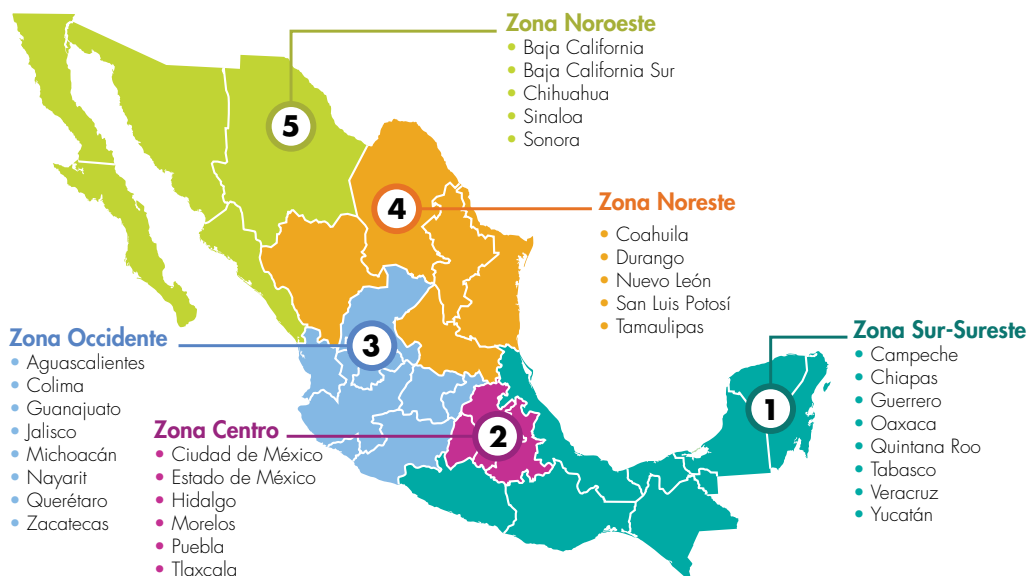 Zona Noroeste
Baja California
Baja California Sur
Chihuahua
Sinaloa
Sonora
5
4
Zona Noreste
Coahuila
Durango
Nuevo León
San Luis Potosí
Tamaulipas
Zona Occidente
Aguascalientes
Colima
Guanajuato
Jalisco
Michoacán
Nayarit
Querétaro
Zacatecas
3
Zona Centro
Ciudad de México
Estado de México
Hidalgo
Morelos
Puebla
Tlaxcala
2
1
Zona Sur-Sureste
Campeche
Chiapas
Guerrero
Oaxaca
Quintana Roo
Tabasco
Veracruz
Yucatán